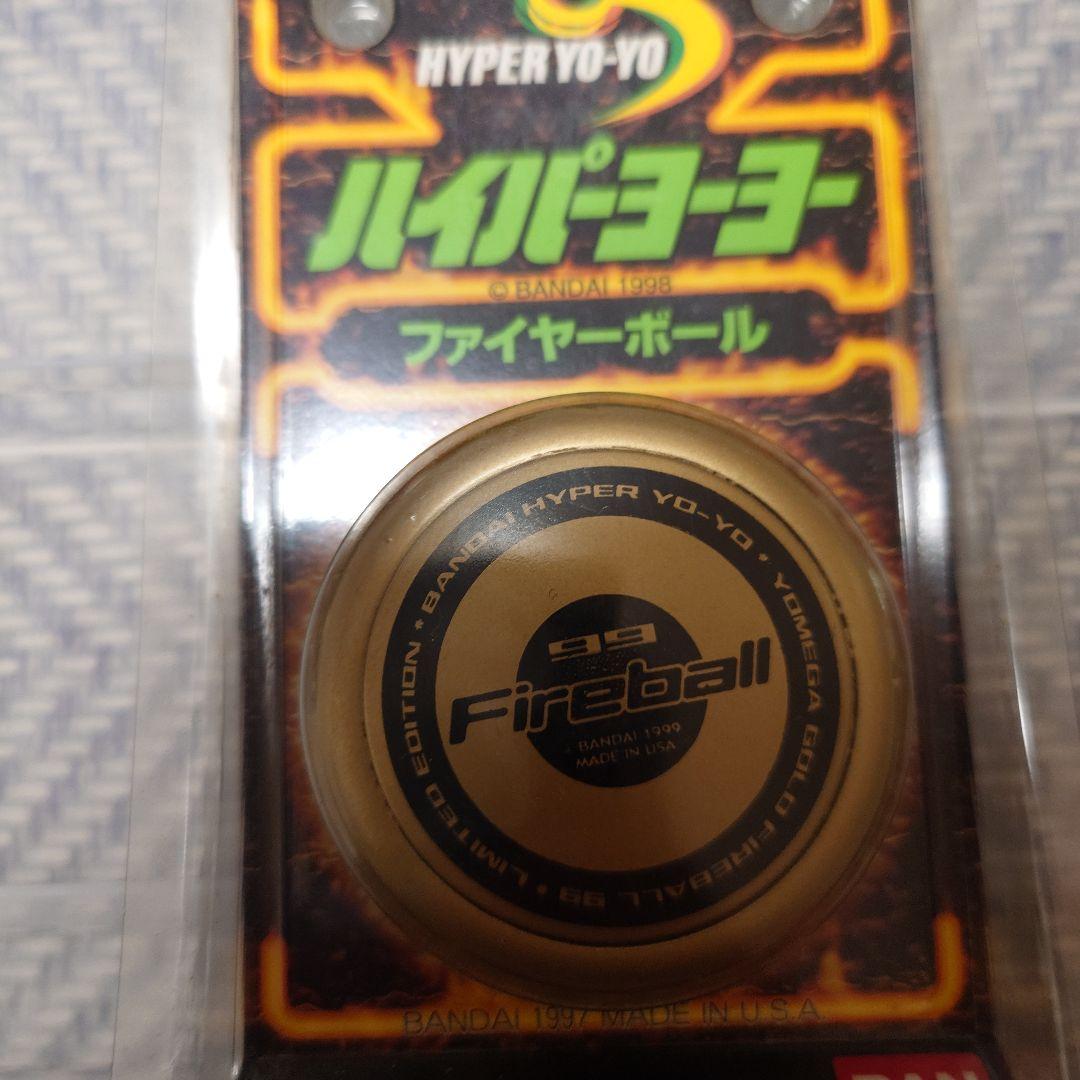 HYPER YO-YO
ハイパーヨーヨー
© BANDAI 1998
ファイヤーボール
* BANDAI HYPER YO-YO * YOMEGA GOLD FIREBALL 99 * LIMITED EDITION
99
Fireball
BANDAI 1999
MADE IN USA
BANDAI 1997 MADE IN U.S.A.
BAN